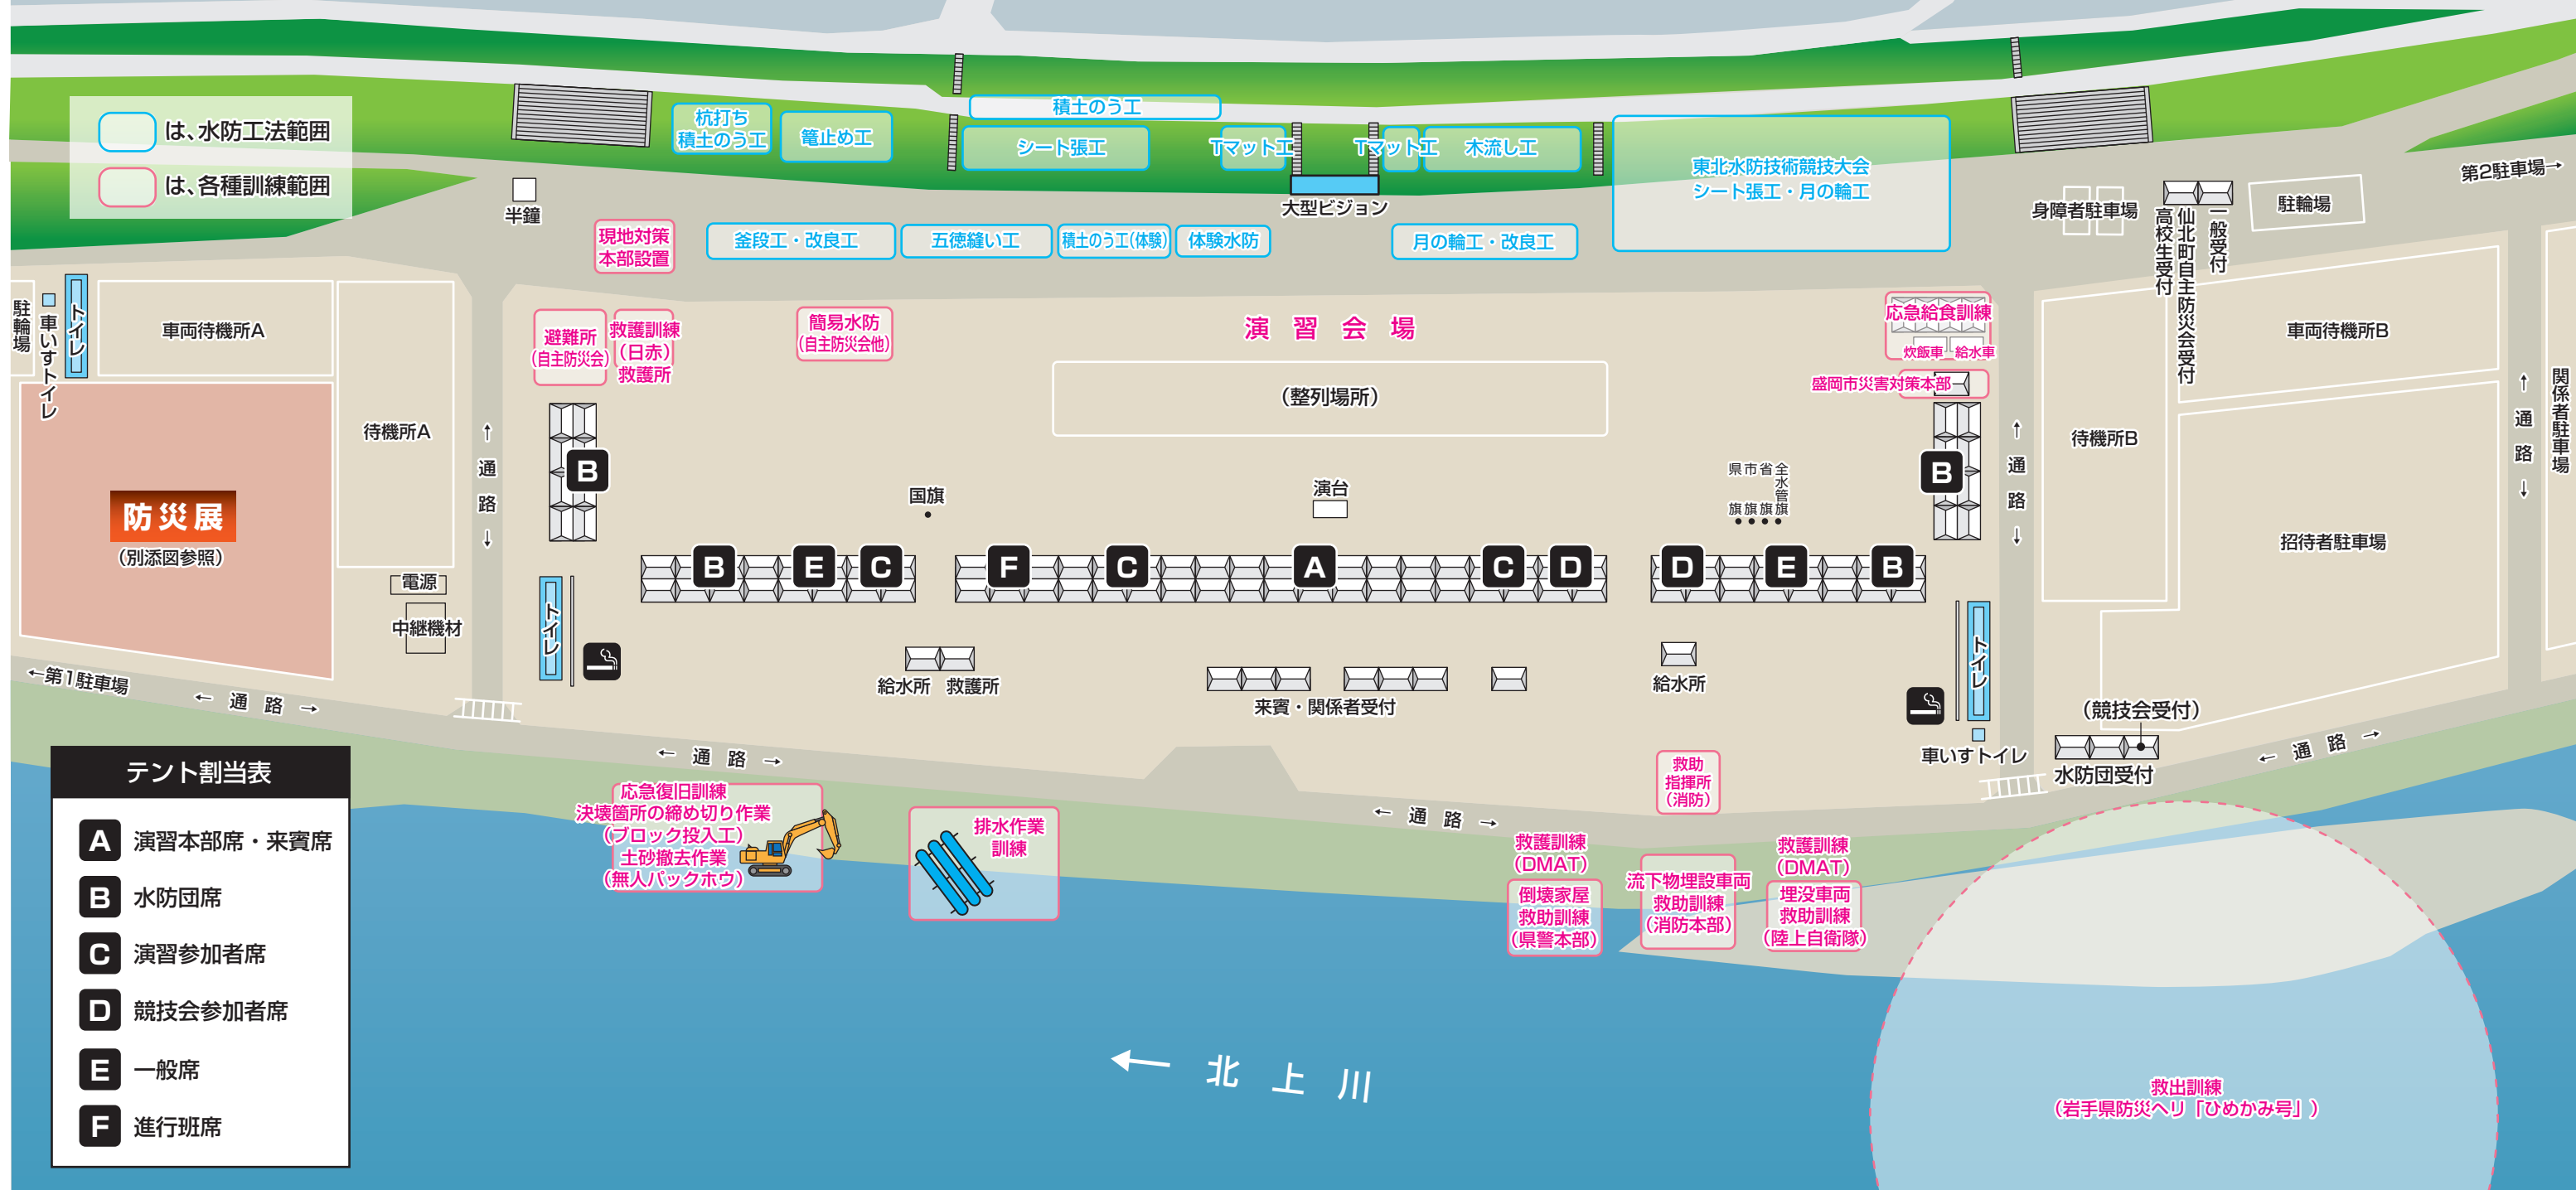 は、水防工法範囲
は、各種訓練範囲
杭打ち
積土のう工
籠止め工
積土のう工
シート張工
Tマット工
Tマット工
木流し工
東北水防技術競技大会
シート張工・月の輪工
大型ビジョン
半鐘
現地対策
本部設置
釜段工・改良工
五徳縫い工
積土のう工(体験)
体験水防
月の輪工・改良工
身障者駐車場
高校生受付
仙北町自主防災会受付
一般受付
駐輪場
第2駐車場→
駐輪場
車いすトイレ
トイレ
車両待機所A
待機所A
防災展
(別添図参照)
電源
中継機材
←通路→
避難所
(自主防災会)
救護訓練
(日赤)
救護所
簡易水防
(自主防災会他)
演習会場
(整列場所)
応急給食訓練
炊飯車 給水車
盛岡市災害対策本部
B
B
国旗
演台
県旗
市旗
省旗
全水管旗
B E C
F C A C D
D E B
←通路→
待機所B
車両待機所B
招待者駐車場
←通路→
関係者駐車場
トイレ
給水所 救護所
来賓・関係者受付
給水所
トイレ
車いすトイレ
(競技会受付)
水防団受付
←第1駐車場
←通路→
←通路→
←通路→
←通路→
応急復旧訓練
決壊箇所の締め切り作業
(ブロック投入工)
土砂撤去作業
(無人バックホウ)
排水作業
訓練
救助
指揮所
(消防)
救護訓練
(DMAT)
倒壊家屋
救助訓練
(県警本部)
流下物埋設車両
救助訓練
(消防本部)
救護訓練
(DMAT)
埋没車両
救助訓練
(陸上自衛隊)
救出訓練
(岩手県防災ヘリ「ひめかみ号」)
← 北上川
テント割当表
A 演習本部席・来賓席
B 水防団席
C 演習参加者席
D 競技会参加者席
E 一般席
F 進行班席